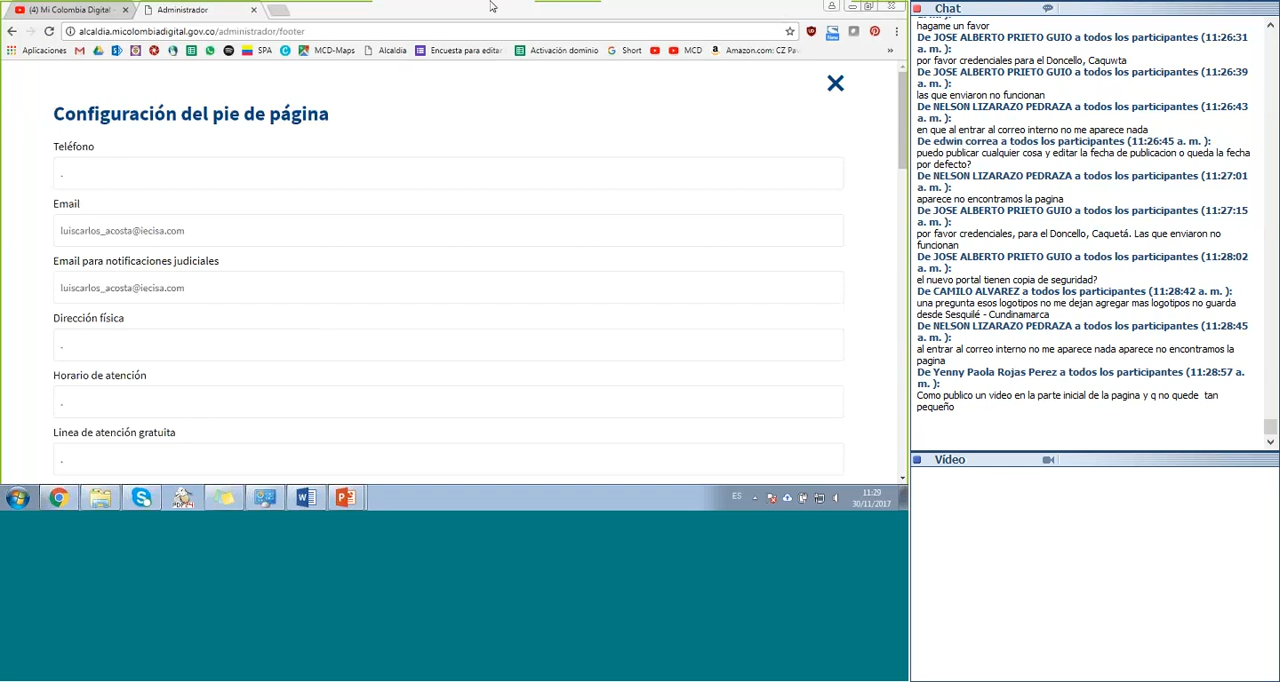 (4) Mi Colombia Digital -
Administrador
alcaldia.micolombiadigital.gov.co/administrador/footer
Aplicaciones
SPA
MCD-Maps
Alcaldia
Encuesta para editar
Activación dominio
Short
MCD
Amazon.com: CZ Pa
»
New
Configuración del pie de página
Teléfono
.
Email
luiscarlos_acosta@iecisa.com
Email para notificaciones judiciales
luiscarlos_acosta@iecisa.com
Dirección física
.
Horario de atención
.
Linea de atención gratuita
.
ES
11:29
30/11/2017
Chat
a. m. ):
hagame un favor
De JOSE ALBERTO PRIETO GUIO a todos los participantes (11:26:31
a. m. ):
por favor credenciales para el Doncello, Caquwta
De JOSE ALBERTO PRIETO GUIO a todos los participantes (11:26:39
a. m. ):
las que enviaron no funcionan
De NELSON LIZARAZO PEDRAZA a todos los participantes (11:26:43
a. m. ):
en que al entrar al correo interno no me aparece nada
De edwin correa a todos los participantes (11:26:45 a. m. ):
puedo publicar cualquier cosa y editar la fecha de publicacion o queda la fecha
por defecto?
De NELSON LIZARAZO PEDRAZA a todos los participantes (11:27:01
a. m. ):
aparece no encontramos la pagina
De JOSE ALBERTO PRIETO GUIO a todos los participantes (11:27:15
a. m. ):
por favor credenciales, para el Doncello, Caquetá. Las que enviaron no
funcionan
De JOSE ALBERTO PRIETO GUIO a todos los participantes (11:28:02
a. m. ):
el nuevo portal tienen copia de seguridad?
De CAMILO ALVAREZ a todos los participantes (11:28:42 a. m. ):
una pregunta esos logotipos no me dejan agregar mas logotipos no guarda
desde Sesquilé - Cundinamarca
De NELSON LIZARAZO PEDRAZA a todos los participantes (11:28:45
a. m. ):
al entrar al correo interno no me aparece nada aparece no encontramos la
pagina
De Yenny Paola Rojas Perez a todos los participantes (11:28:57 a.
m. ):
Como publico un video en la parte inicial de la pagina y q no quede tan
pequeño
Vídeo